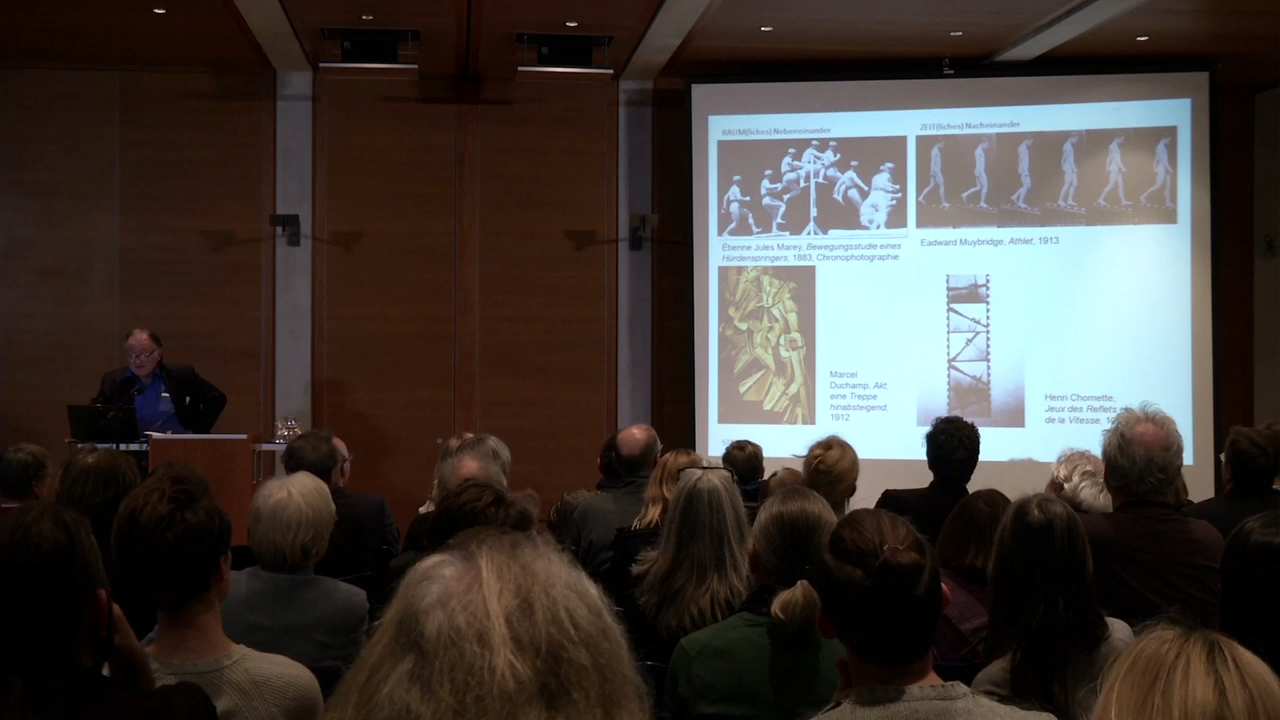 RAUM(liches) Nebeneinander
ZEIT(liches) Nacheinander
Étienne Jules Marey, Bewegungsstudie eines
Hürdenspringers, 1883, Chronophotographie
Eadward Muybridge, Athlet, 1913
Marcel
Duchamp, Akt,
eine Treppe
hinabsteigend,
1912
Henri Chomette,
Jeux des Reflets
de la Vitesse,